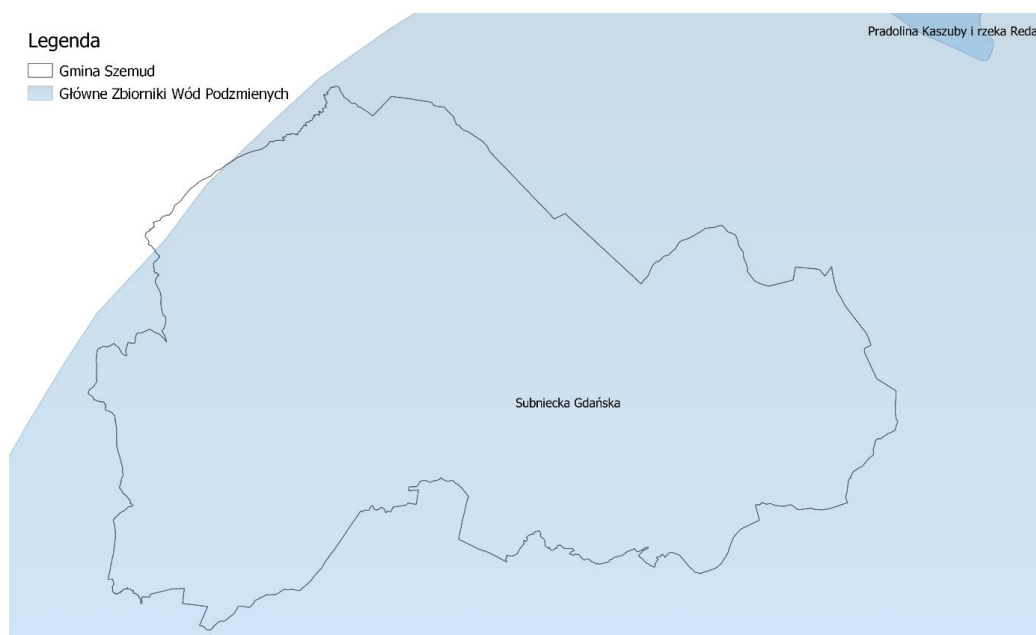 Legenda
Gmina Szemud
Główne Zbiorniki Wód Podzmienych
Pradolina Kaszuby i rzeka Reda
Subniecka Gdańska